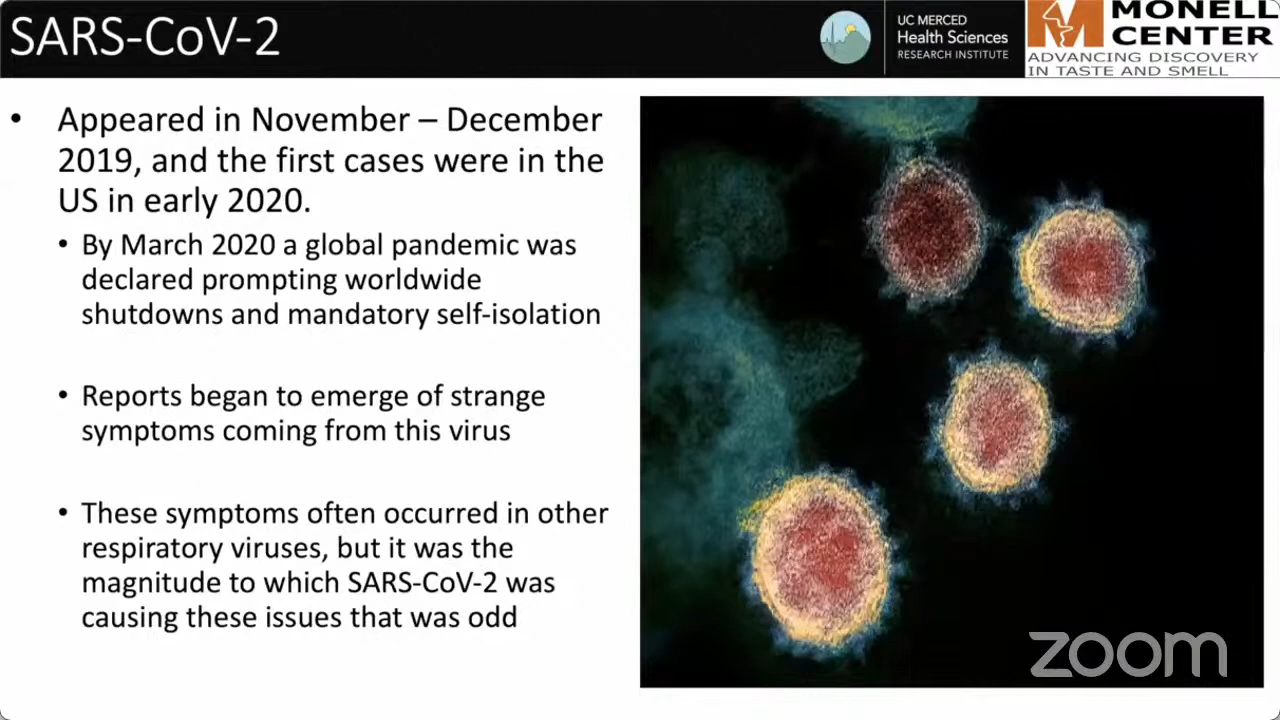 SARS-CoV-2
UC MERCED
Health Sciences
RESEARCH INSTITUTE
MONELL
CENTER
ADVANCING DISCOVERY
IN TASTE AND SMELL
• Appeared in November – December
2019, and the first cases were in the
US in early 2020.
• By March 2020 a global pandemic was
declared prompting worldwide
shutdowns and mandatory self-isolation
• Reports began to emerge of strange
symptoms coming from this virus
• These symptoms often occurred in other
respiratory viruses, but it was the
magnitude to which SARS-CoV-2 was
causing these issues that was odd
zoom